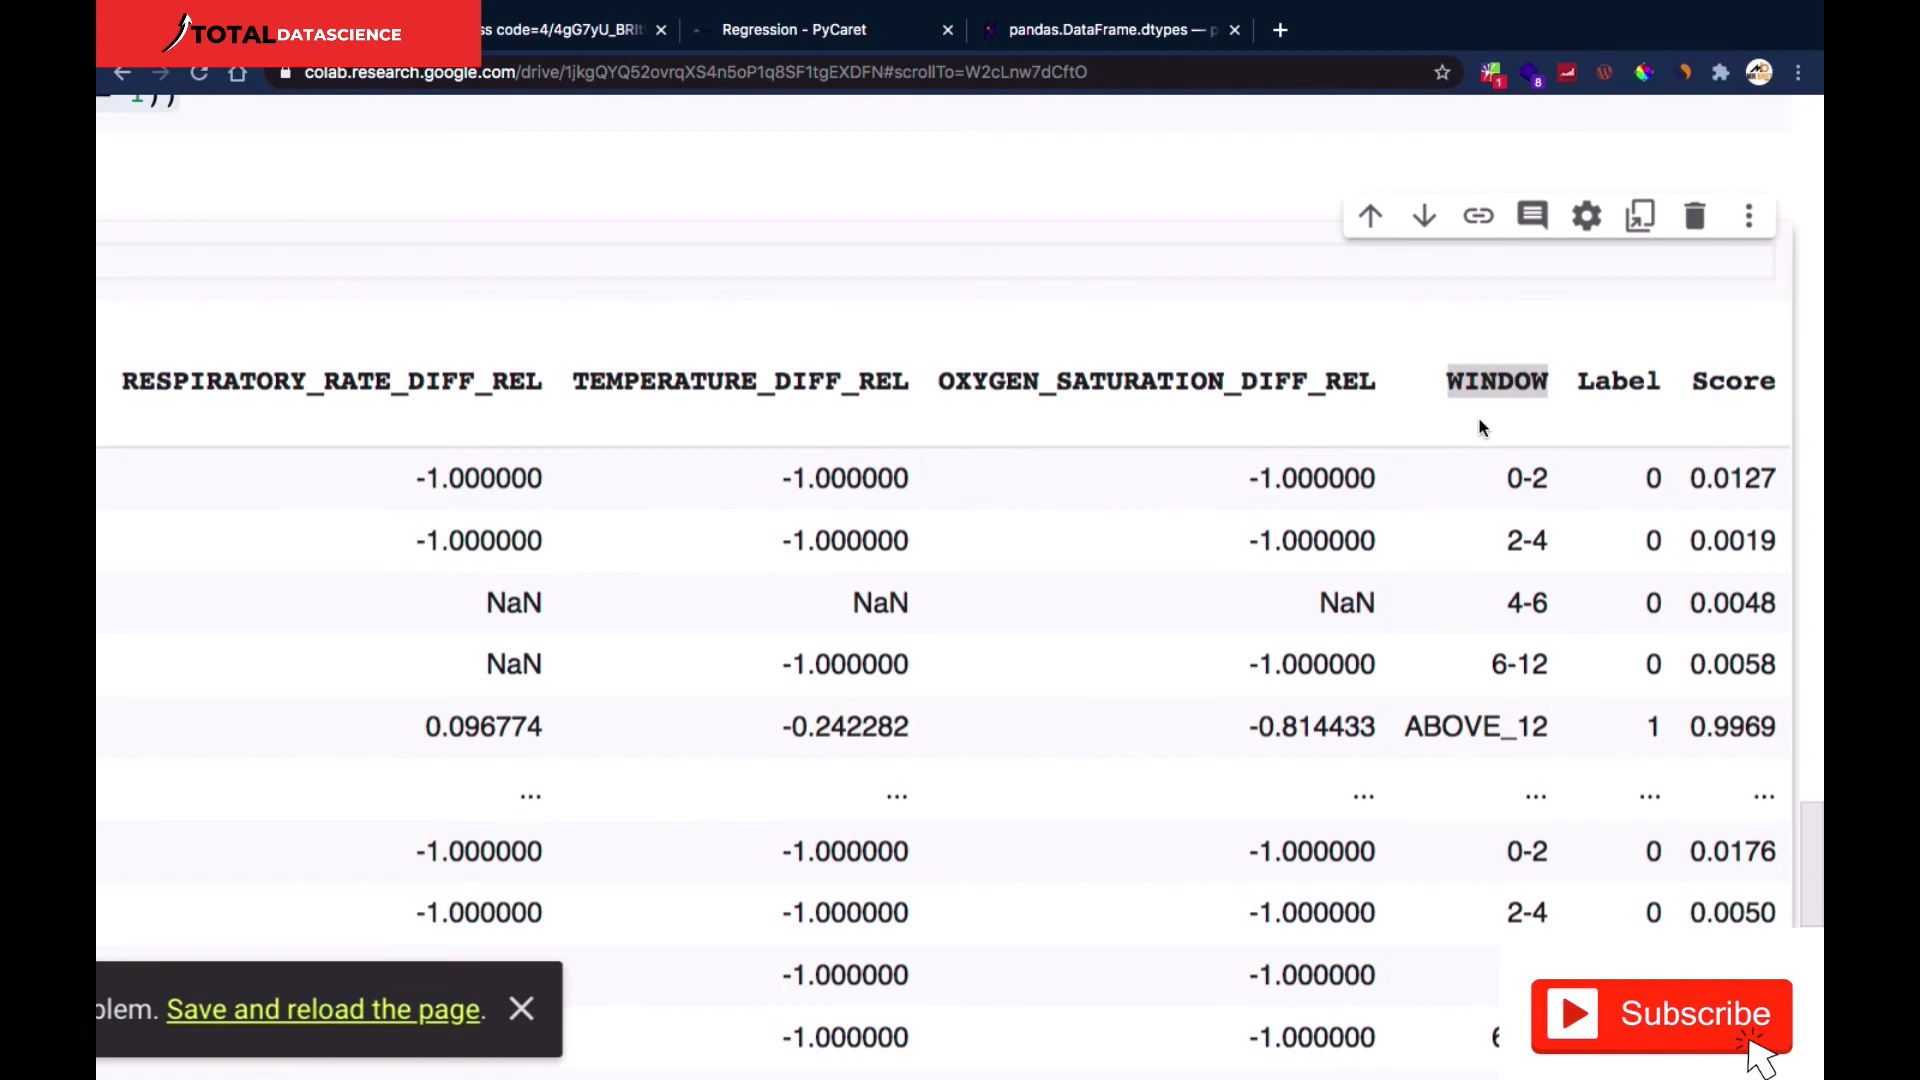 TOTAL DATASCIENCE
ss code=4/4gG7yU_BRIt
Regression - PyCaret
pandas.DataFrame.dtypes — p
colab.research.google.com/drive/1jkgQYQ52ovrqXS4n5oP1q8SF1tgEXDFN#scrollTo=W2cLnw7dCftO
1
8
1))
RESPIRATORY_RATE_DIFF_REL TEMPERATURE_DIFF_REL OXYGEN_SATURATION_DIFF_REL WINDOW Label Score
-1.000000 -1.000000 -1.000000 0-2 0 0.0127
-1.000000 -1.000000 -1.000000 2-4 0 0.0019
NaN NaN NaN 4-6 0 0.0048
NaN -1.000000 -1.000000 6-12 0 0.0058
0.096774 -0.242282 -0.814433 ABOVE_12 1 0.9969
... ... ... ... ... ...
-1.000000 -1.000000 -1.000000 0-2 0 0.0176
-1.000000 -1.000000 -1.000000 2-4 0 0.0050
-1.000000 -1.000000
-1.000000 -1.000000 6
blem. Save and reload the page.
Subscribe